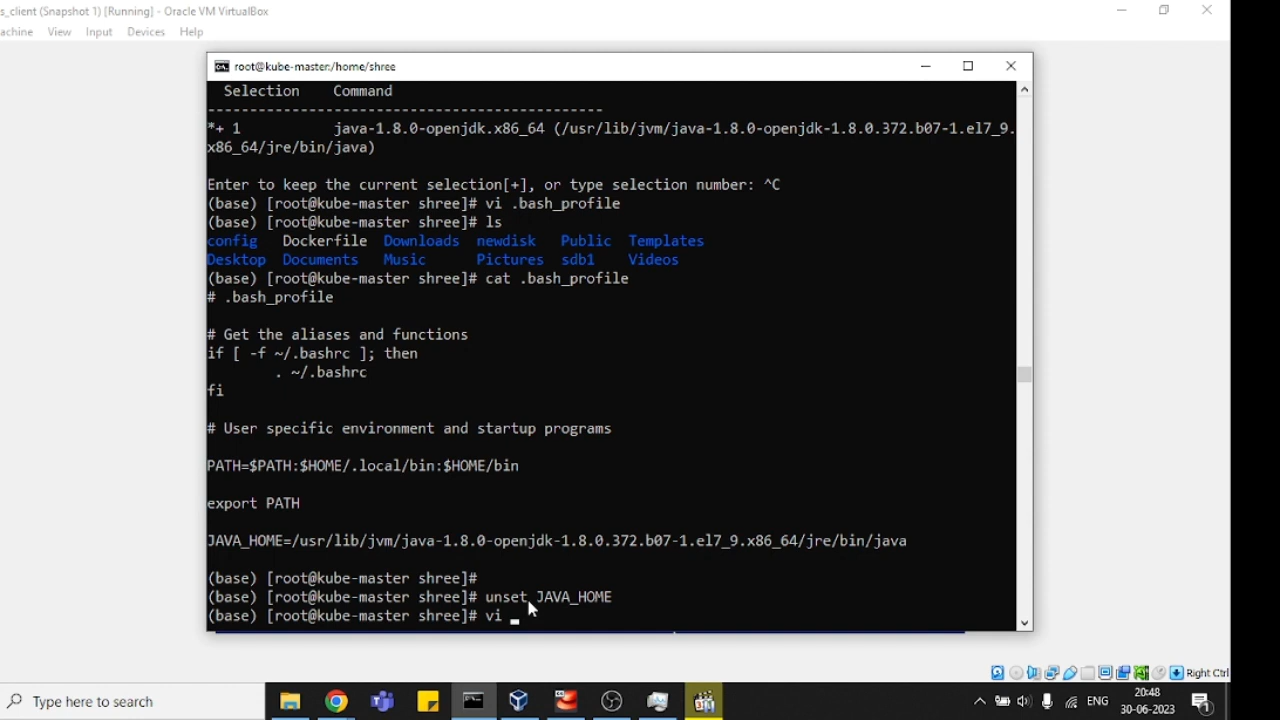 s_client (Snapshot 1) [Running] - Oracle VM VirtualBox
achine View Input Devices Help
root@kube-master:/home/shree
Selection Command
-----------------------------------------------
*+ 1 java-1.8.0-openjdk.x86_64 (/usr/lib/jvm/java-1.8.0-openjdk-1.8.0.372.b07-1.el7_9.
x86_64/jre/bin/java)
Enter to keep the current selection[+], or type selection number: ^C
(base) [root@kube-master shree]# vi .bash_profile
(base) [root@kube-master shree]# ls
config Dockerfile Downloads newdisk Public Templates
Desktop Documents Music Pictures sdb1 Videos
(base) [root@kube-master shree]# cat .bash_profile
# .bash_profile
# Get the aliases and functions
if [ -f ~/.bashrc ]; then
. ~/.bashrc
fi
# User specific environment and startup programs
PATH=$PATH:$HOME/.local/bin:$HOME/bin
export PATH
JAVA_HOME=/usr/lib/jvm/java-1.8.0-openjdk-1.8.0.372.b07-1.el7_9.x86_64/jre/bin/java
(base) [root@kube-master shree]#
(base) [root@kube-master shree]# unset JAVA_HOME
(base) [root@kube-master shree]# vi
Right Ctrl
Type here to search
ENG
20:48
30-06-2023
1